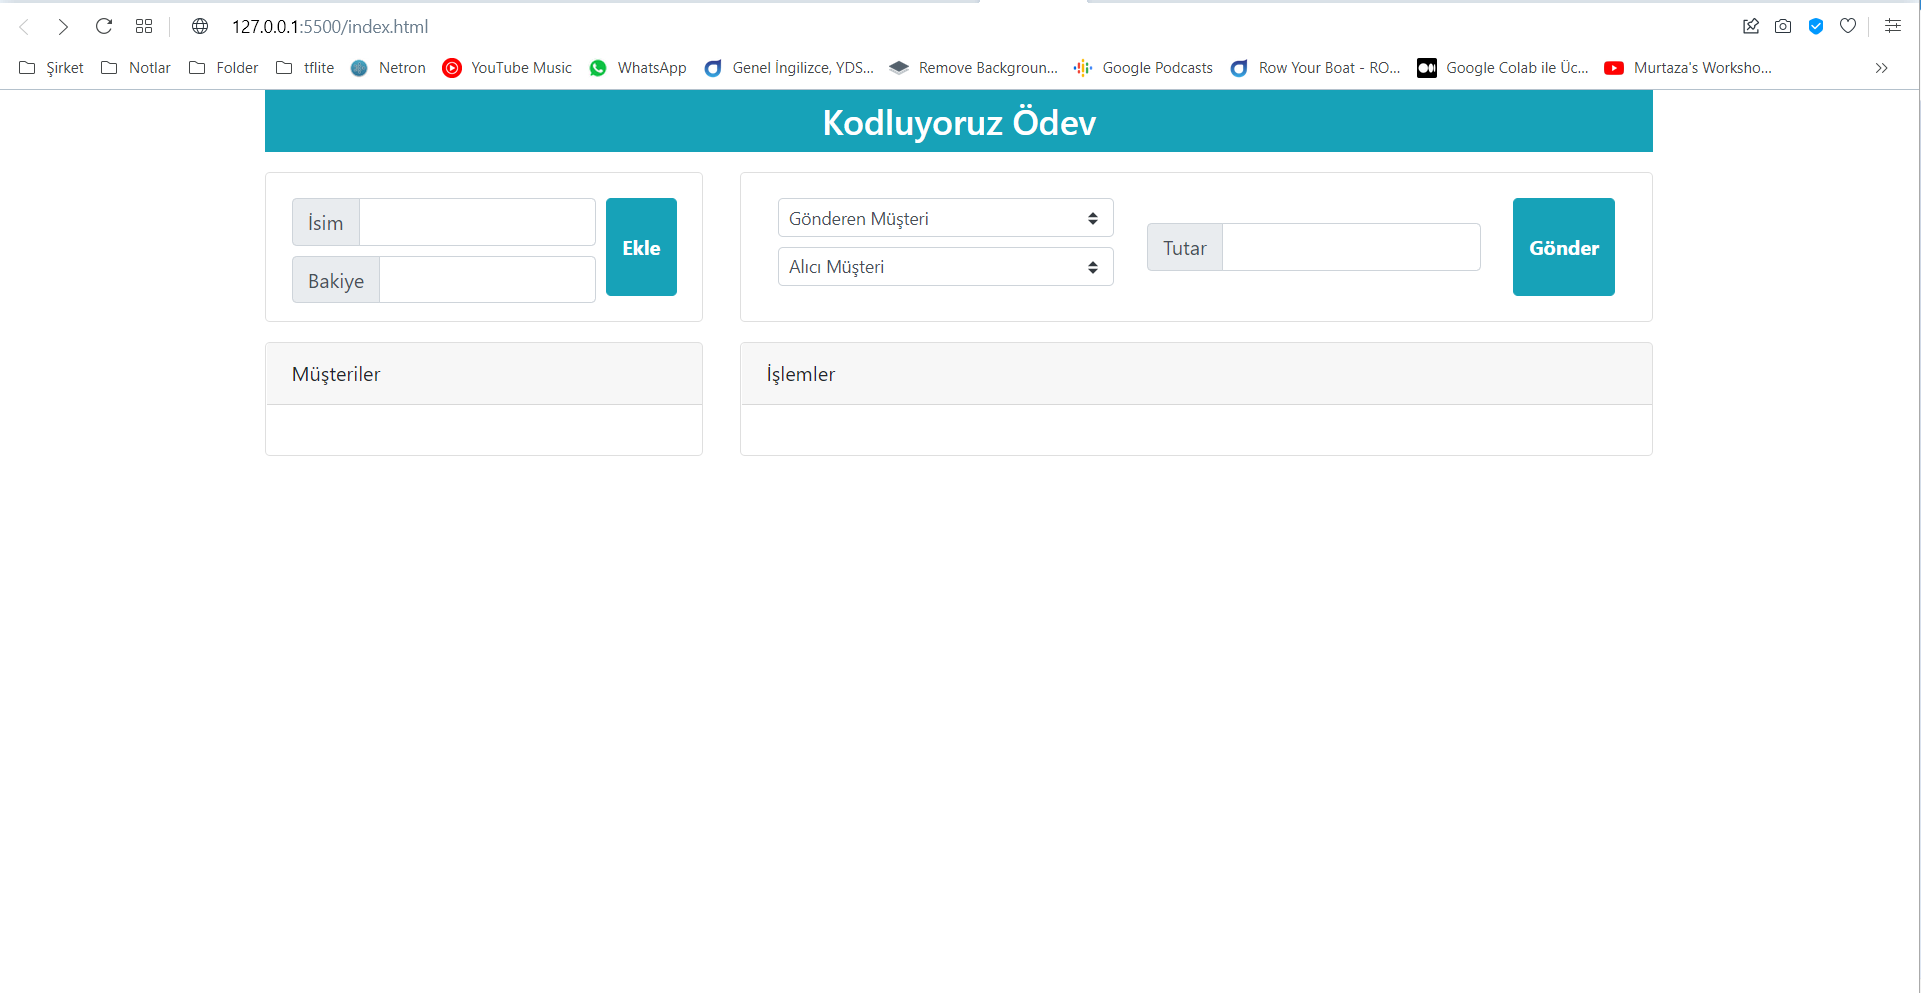 127.0.0.1:5500/index.html
Şirket Notlar Folder tflite Netron YouTube Music WhatsApp Genel İngilizce, YDS... Remove Backgroun... Google Podcasts Row Your Boat - RO... Google Colab ile Üc... Murtaza's Worksho...
Kodluyoruz Ödev
İsim
Bakiye
Ekle
Gönderen Müşteri
Alıcı Müşteri
Tutar
Gönder
Müşteriler
İşlemler